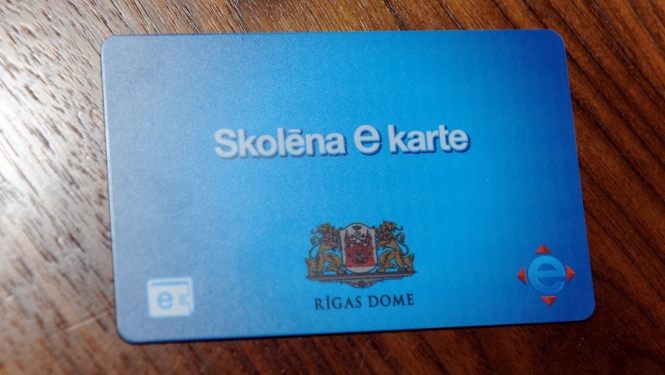 Skolēna e karte
RĪGAS DOME
e
e